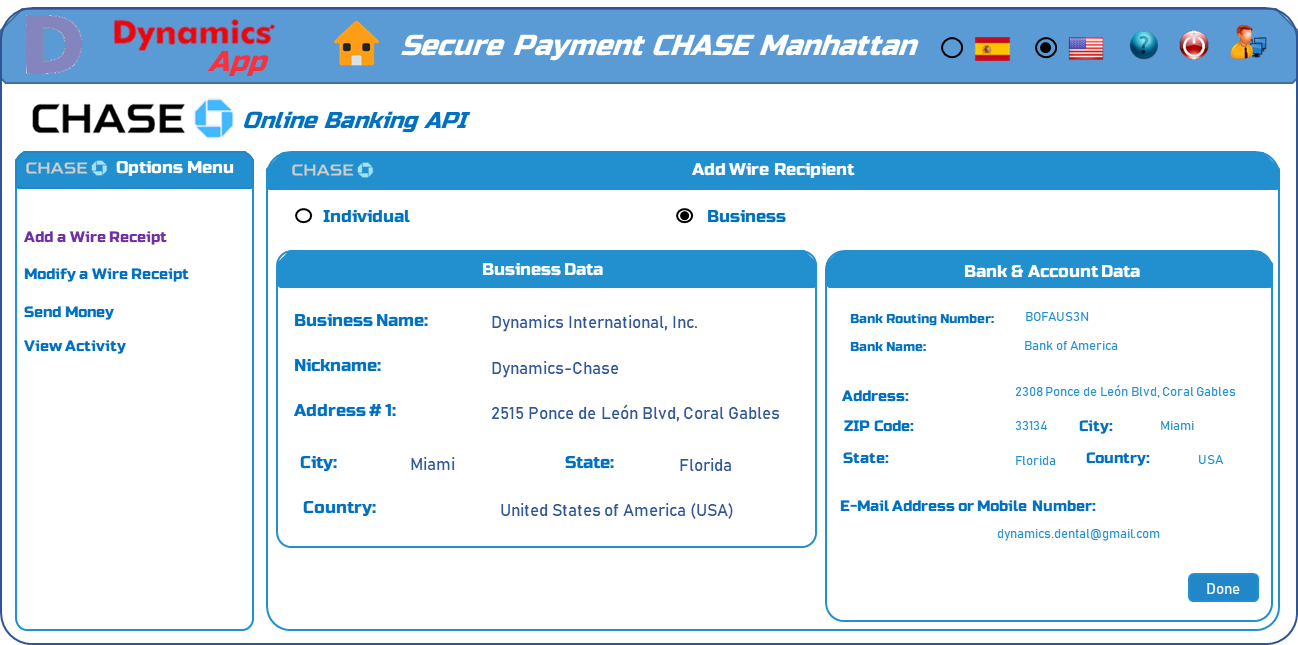 D Dynamics App Secure Payment CHASE Manhattan ?
CHASE Online Banking API
CHASE Options Menu
Add a Wire Receipt
Modify a Wire Receipt
Send Money
View Activity
CHASE Add Wire Recipient
Individual Business
Business Data
Business Name: Dynamics International, Inc.
Nickname: Dynamics-Chase
Address # 1: 2515 Ponce de León Blvd, Coral Gables
City: Miami State: Florida
Country: United States of America (USA)
Bank & Account Data
Bank Routing Number: BOFAUS3N
Bank Name: Bank of America
Address: 2308 Ponce de León Blvd, Coral Gables
ZIP Code: 33134 City: Miami
State: Florida Country: USA
E-Mail Address or Mobile Number:
dynamics.dental@gmail.com
Done